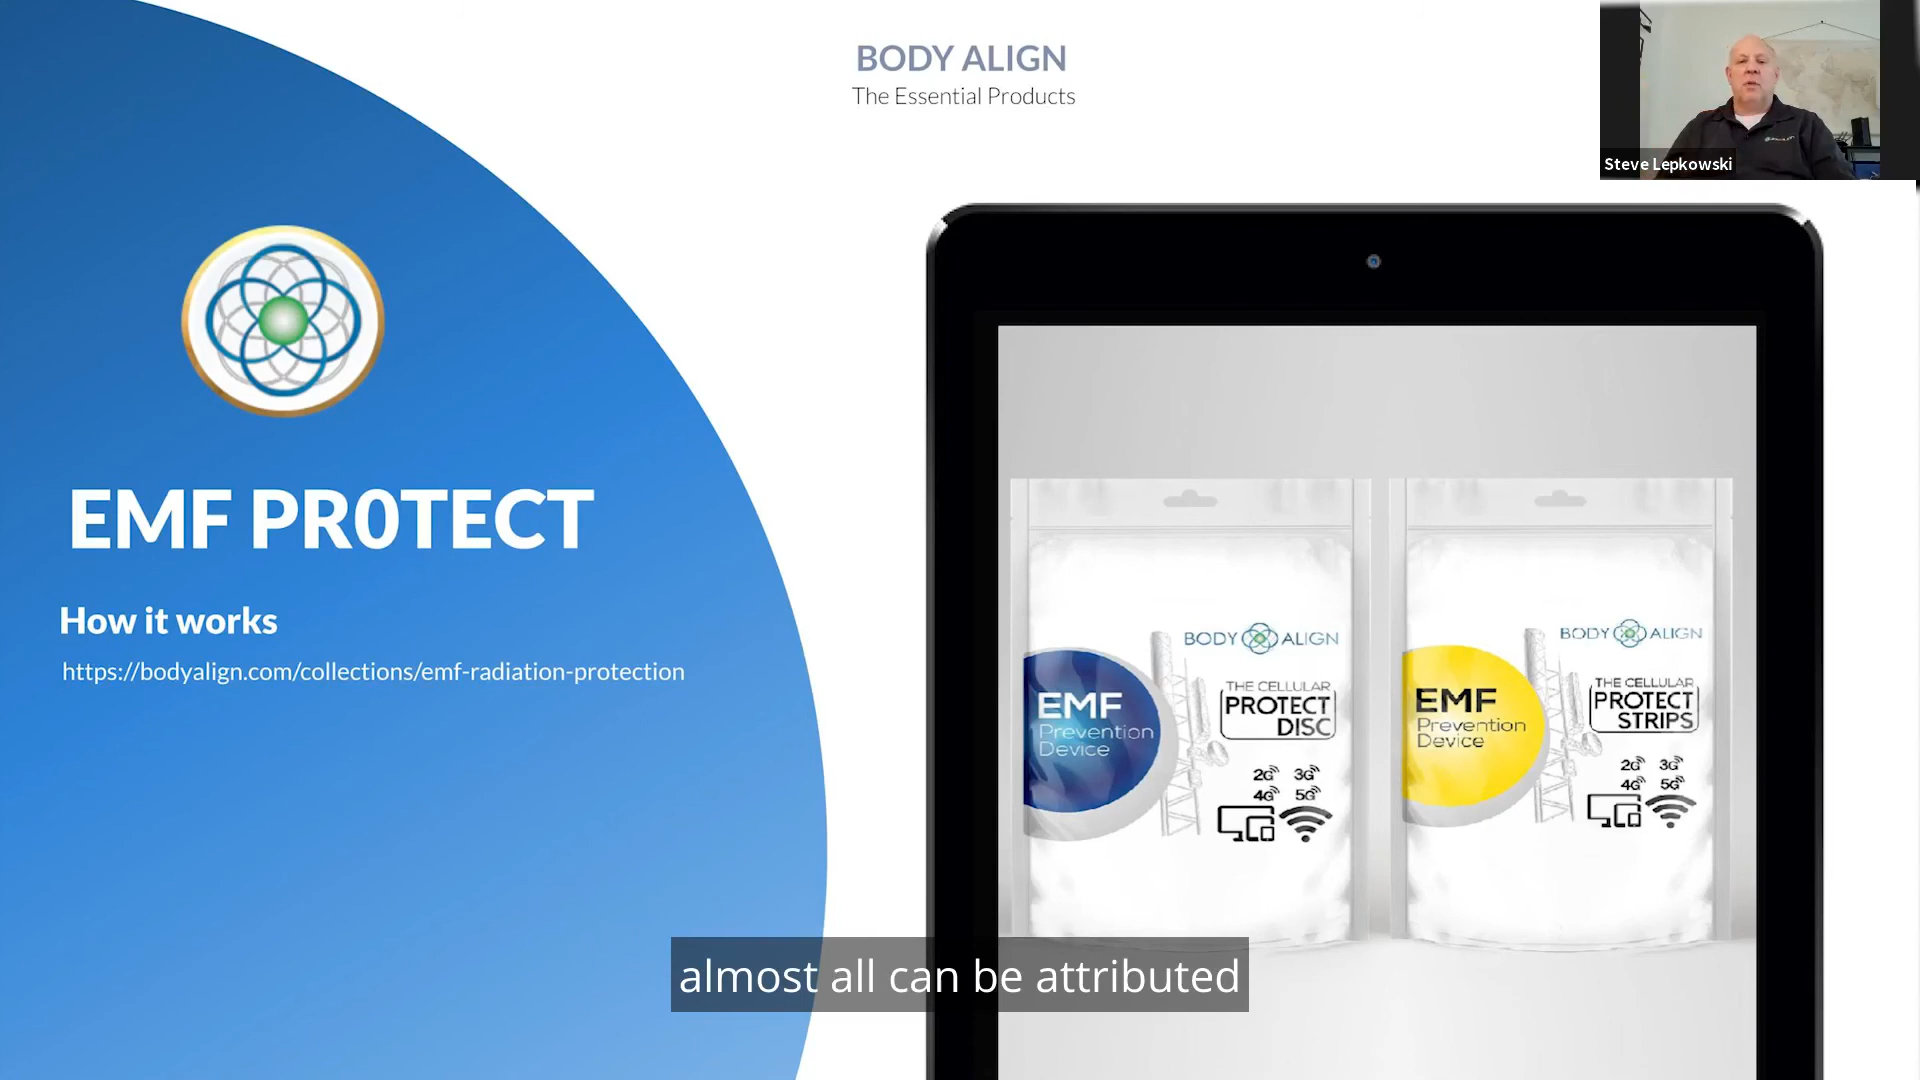 BODY ALIGN
The Essential Products
Steve Lepkowski
EMF PR0TECT
How it works
https://bodyalign.com/collections/emf-radiation-protection
BODY ALIGN
THE CELLULAR
PROTECT
DISC
EMF
Prevention
Device
2G 3G
4G 5G
BODY ALIGN
THE CELLULAR
PROTECT
STRIPS
EMF
Prevention
Device
2G 3G
4G 5G
almost all can be attributed